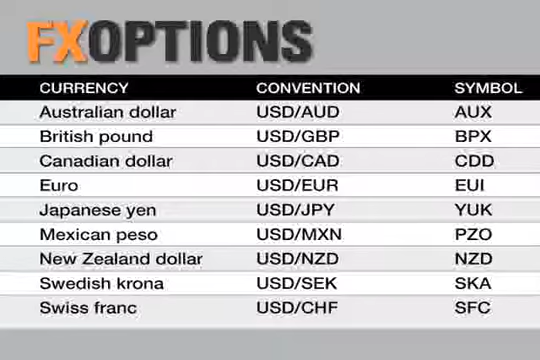 FXOPTIONS
CURRENCY CONVENTION SYMBOL
Australian dollar USD/AUD AUX
British pound USD/GBP BPX
Canadian dollar USD/CAD CDD
Euro USD/EUR EUI
Japanese yen USD/JPY YUK
Mexican peso USD/MXN PZO
New Zealand dollar USD/NZD NZD
Swedish krona USD/SEK SKA
Swiss franc USD/CHF SFC